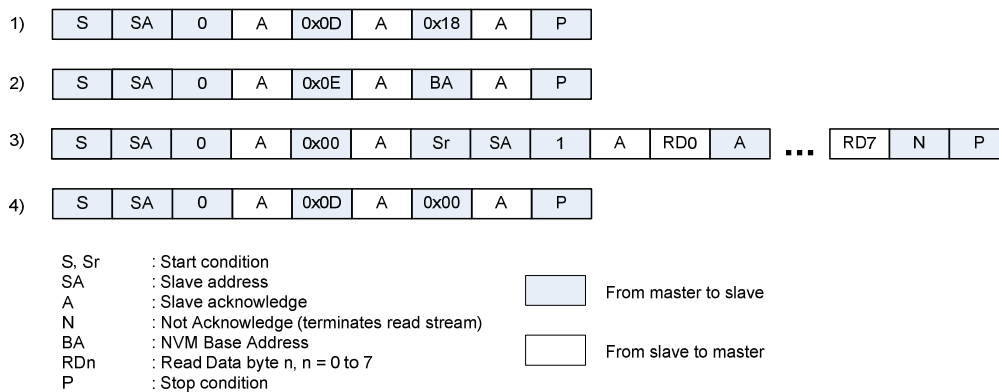 1) S SA 0 A 0x0D A 0x18 A P
2) S SA 0 A 0x0E A BA A P
3) S SA 0 A 0x00 A Sr SA 1 A RD0 A ... RD7 N P
4) S SA 0 A 0x0D A 0x00 A P
S, Sr : Start condition
SA : Slave address
A : Slave acknowledge
N : Not Acknowledge (terminates read stream)
BA : NVM Base Address
RDn : Read Data byte n, n = 0 to 7
P : Stop condition
From master to slave
From slave to master